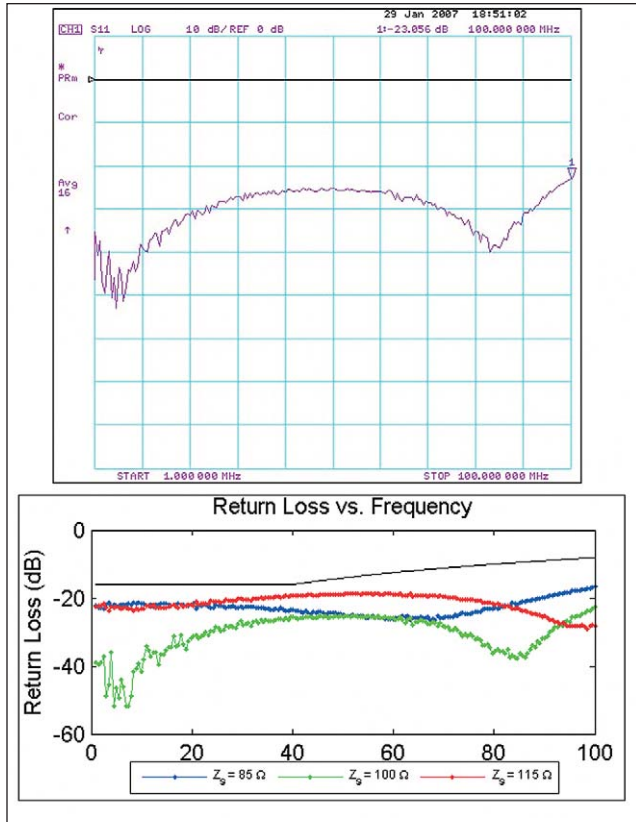 29 Jan 2007 18:51:02
CH1 S11 LOG 10 dB/REF 0 dB 1:-23.056 dB 100.000 000 MHz
*
PRm
Cor
Avg
16
↑
1
START 1.000 000 MHz STOP 100.000 000 MHz
Return Loss vs. Frequency
Return Loss (dB)
0
-20
-40
-60
0 20 40 60 80 100
Zg = 85 Ω Zg = 100 Ω Zg = 115 Ω